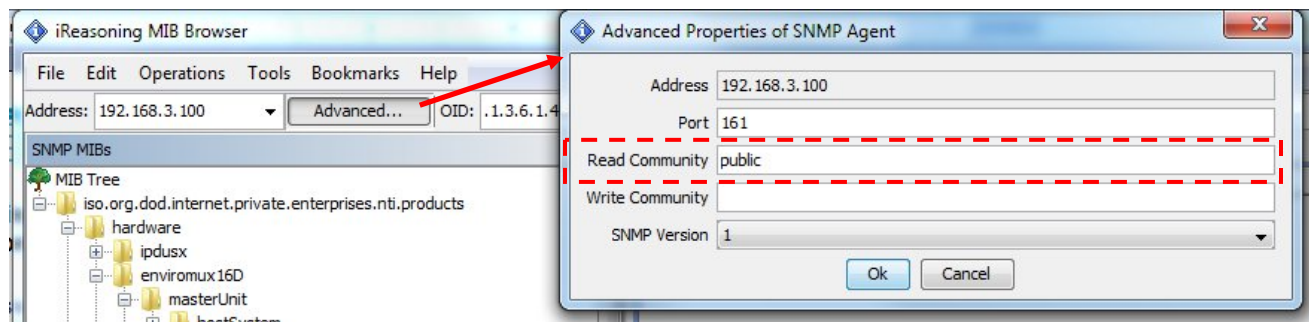 iReasoning MIB Browser
File Edit Operations Tools Bookmarks Help
Address: 192.168.3.100 Advanced... OID: .1.3.6.1.4
SNMP MIBs
MIB Tree
iso.org.dod.internet.private.enterprises.nti.products
hardware
ipdusx
enviromux16D
masterUnit
hostSystem
Advanced Properties of SNMP Agent
Address 192.168.3.100
Port 161
Read Community public
Write Community
SNMP Version 1
Ok Cancel